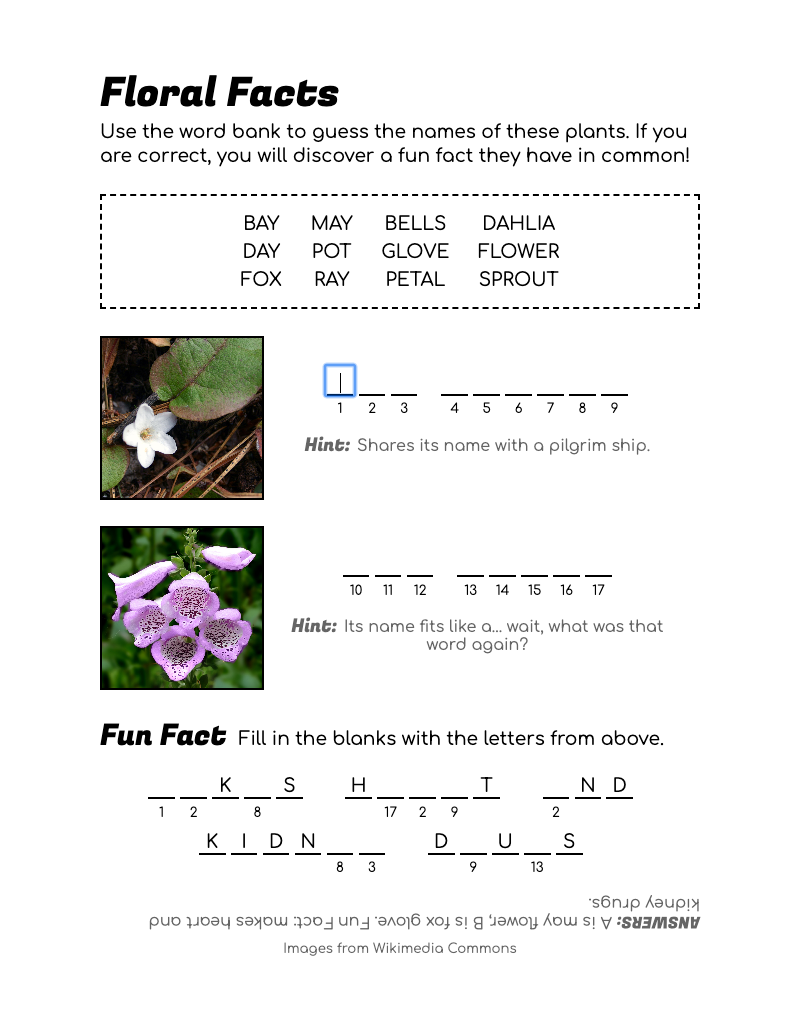 Floral Facts
Use the word bank to guess the names of these plants. If you
are correct, you will discover a fun fact they have in common!
BAY MAY BELLS DAHLIA
DAY POT GLOVE FLOWER
FOX RAY PETAL SPROUT
1 2 3 4 5 6 7 8 9
Hint: Shares its name with a pilgrim ship.
10 11 12 13 14 15 16 17
Hint: Its name fits like a... wait, what was that
word again?
Fun Fact Fill in the blanks with the letters from above.
K S H T N D
1 2 8 17 2 9 2
K I D N D U S
8 3 9 13
ANSWERS: A is may flower, B is fox glove. Fun Fact: makes heart and
kidney drugs.
Images from Wikimedia Commons